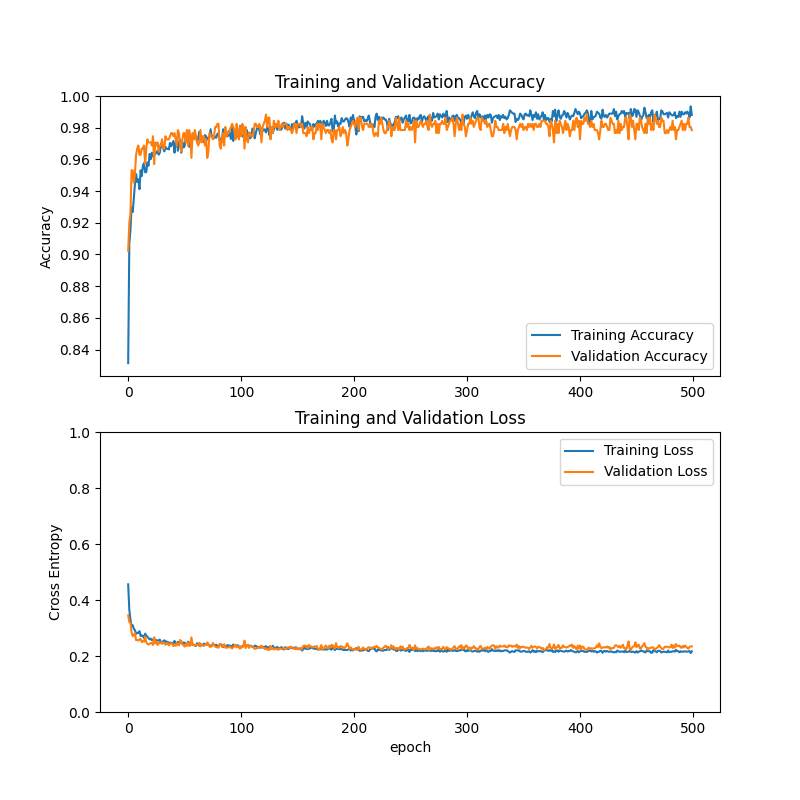 Training and Validation Accuracy
1.00
0.98
0.96
0.94
0.92
0.90
0.88
0.86
0.84
Accuracy
Training Accuracy
Validation Accuracy
0 100 200 300 400 500
Training and Validation Loss
1.0
0.8
0.6
0.4
0.2
0.0
Cross Entropy
Training Loss
Validation Loss
0 100 200 300 400 500
epoch